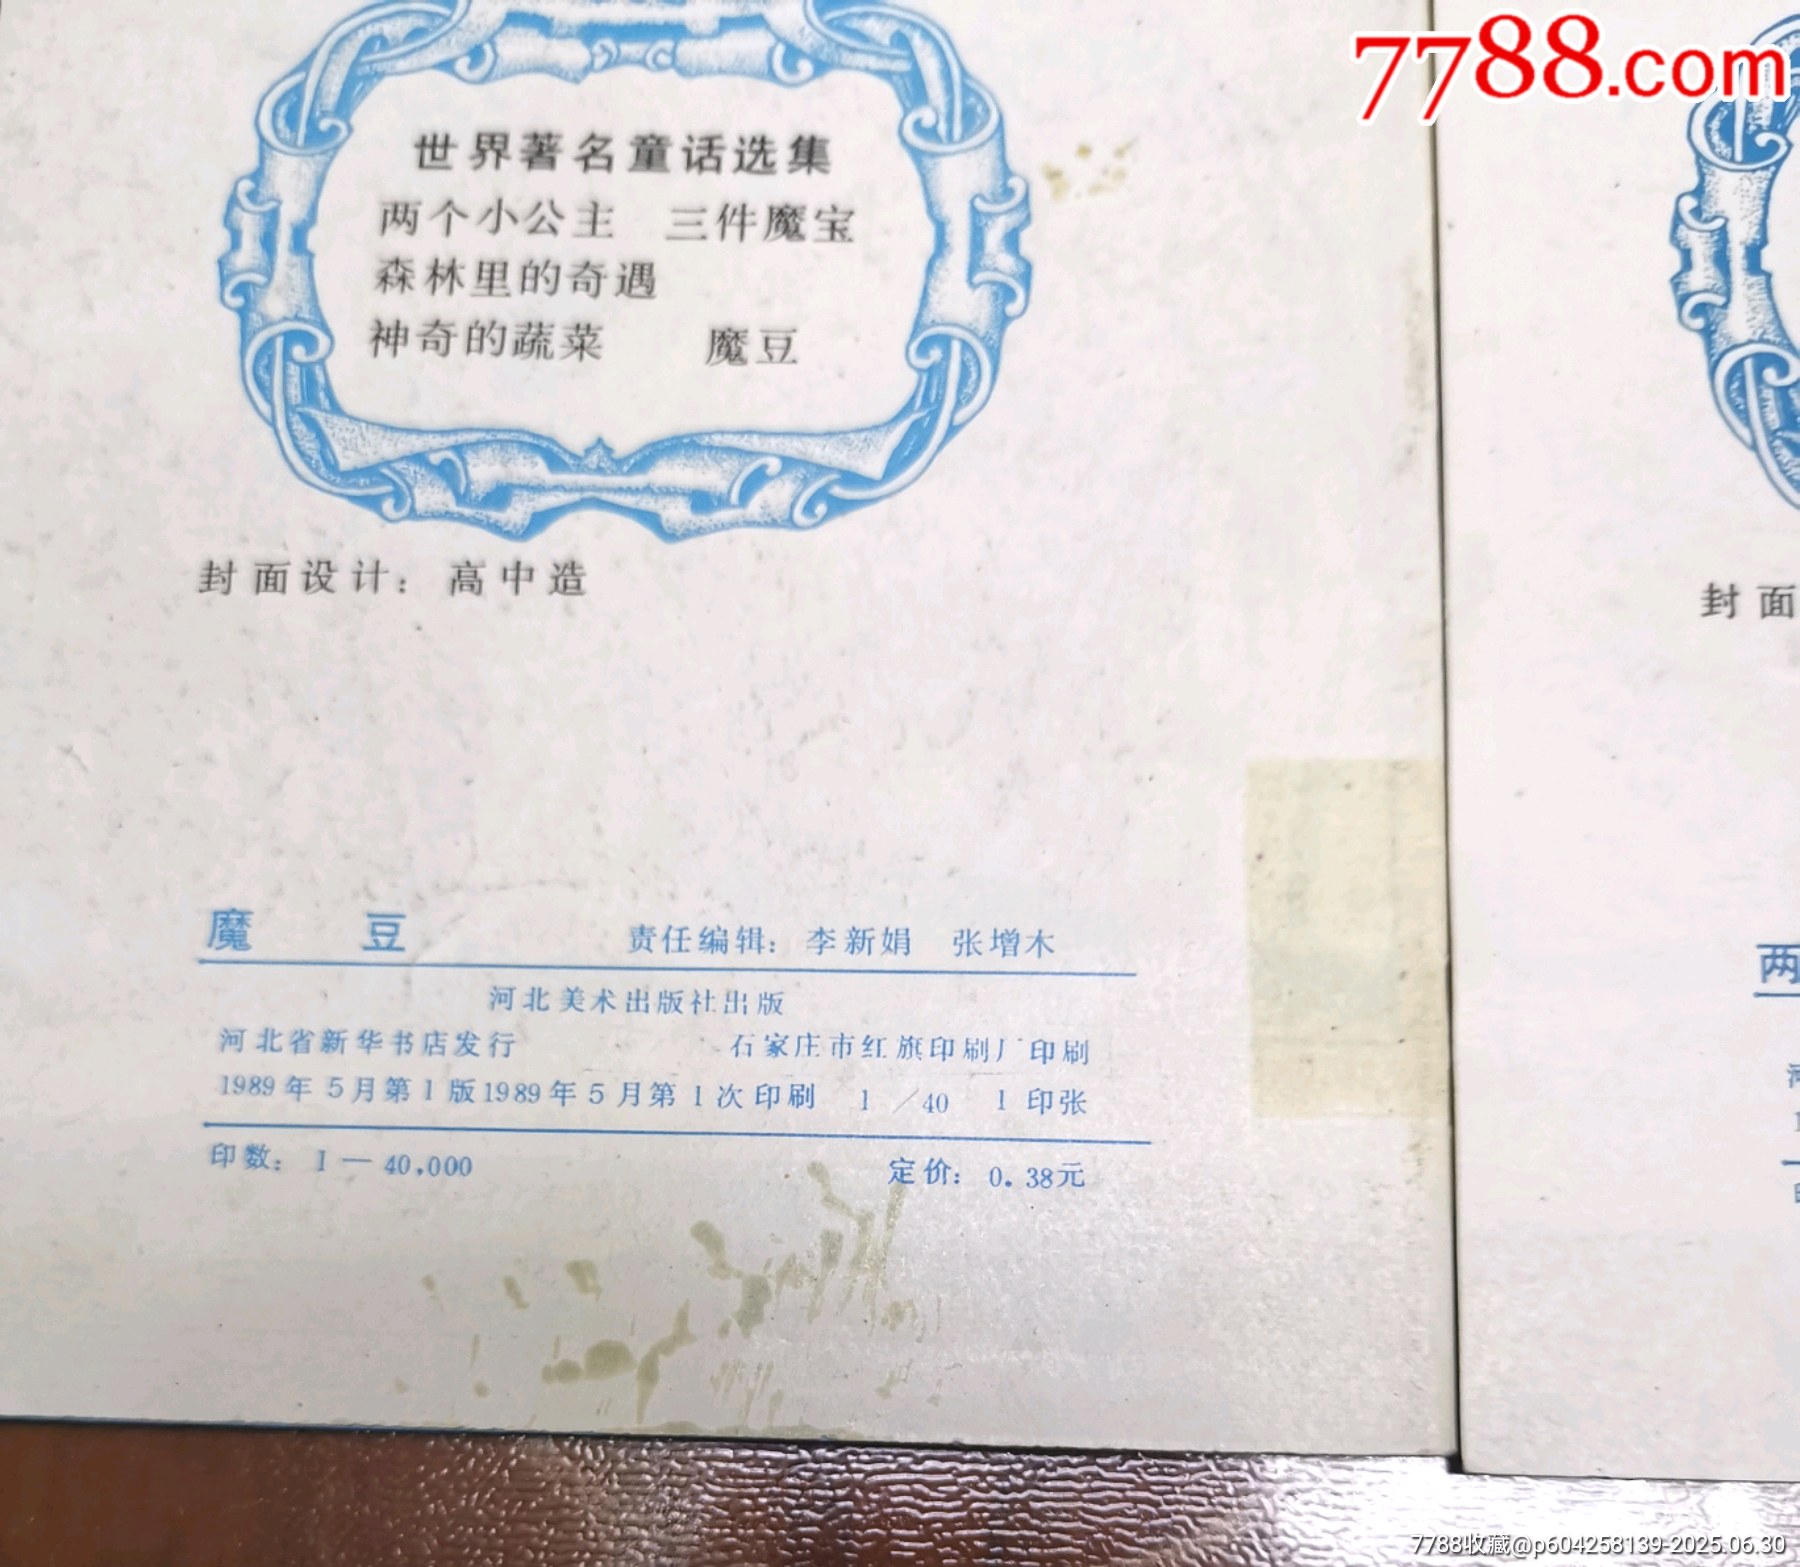 7788.com
世界著名童话选集
两个小公主 三件魔宝
森林里的奇遇
神奇的蔬菜 魔豆
封面设计：高中造
魔 豆 责任编辑：李新娟 张增木
河北美术出版社出版
河北省新华书店发行 石家庄市红旗印刷厂印刷
1989年5月第1版1989年5月第1次印刷 1／40 1印张
印数：1—40,000 定价：0.38元
封面
两
7788收藏@p604258139-2025.06.30